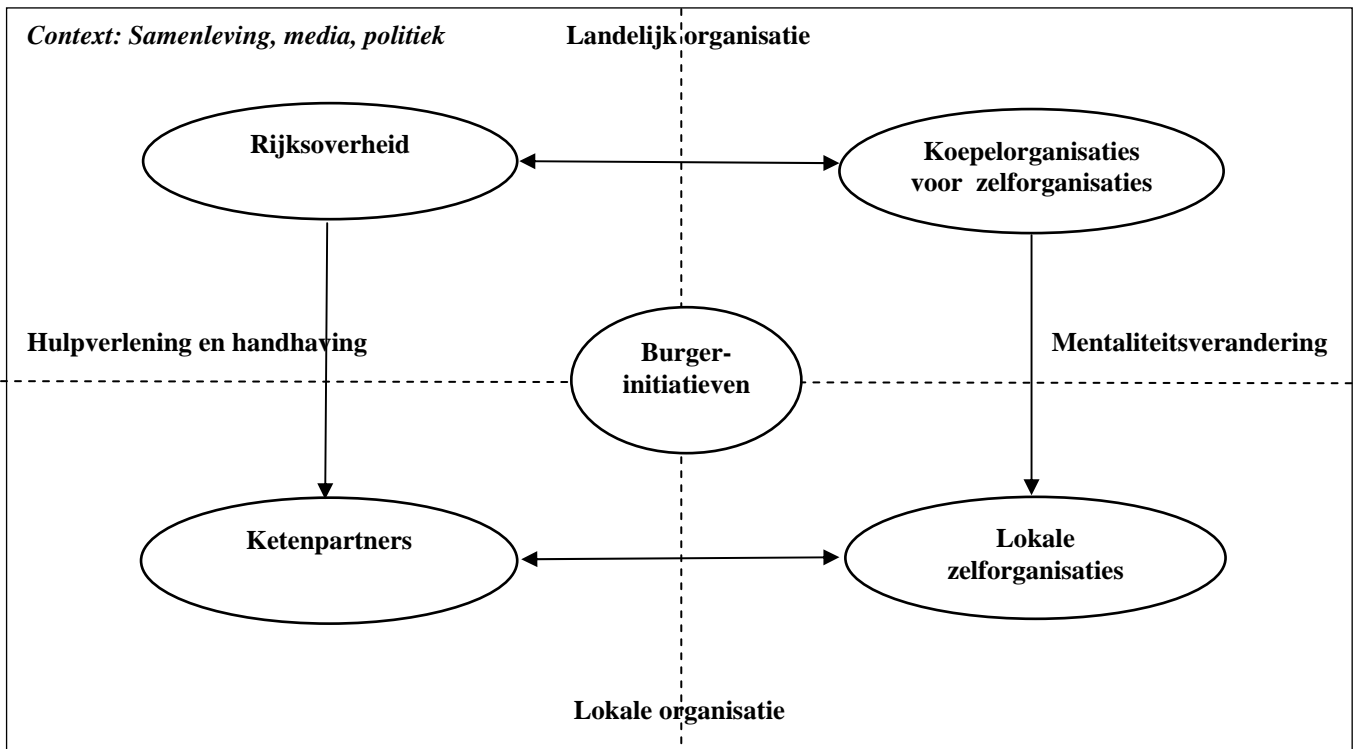 Context: Samenleving, media, politiek
Landelijk organisatie
Rijksoverheid
Koepelorganisaties
voor zelforganisaties
Hulpverlening en handhaving
Burger-
initiatieven
Mentaliteitsverandering
Ketenpartners
Lokale
zelforganisaties
Lokale organisatie